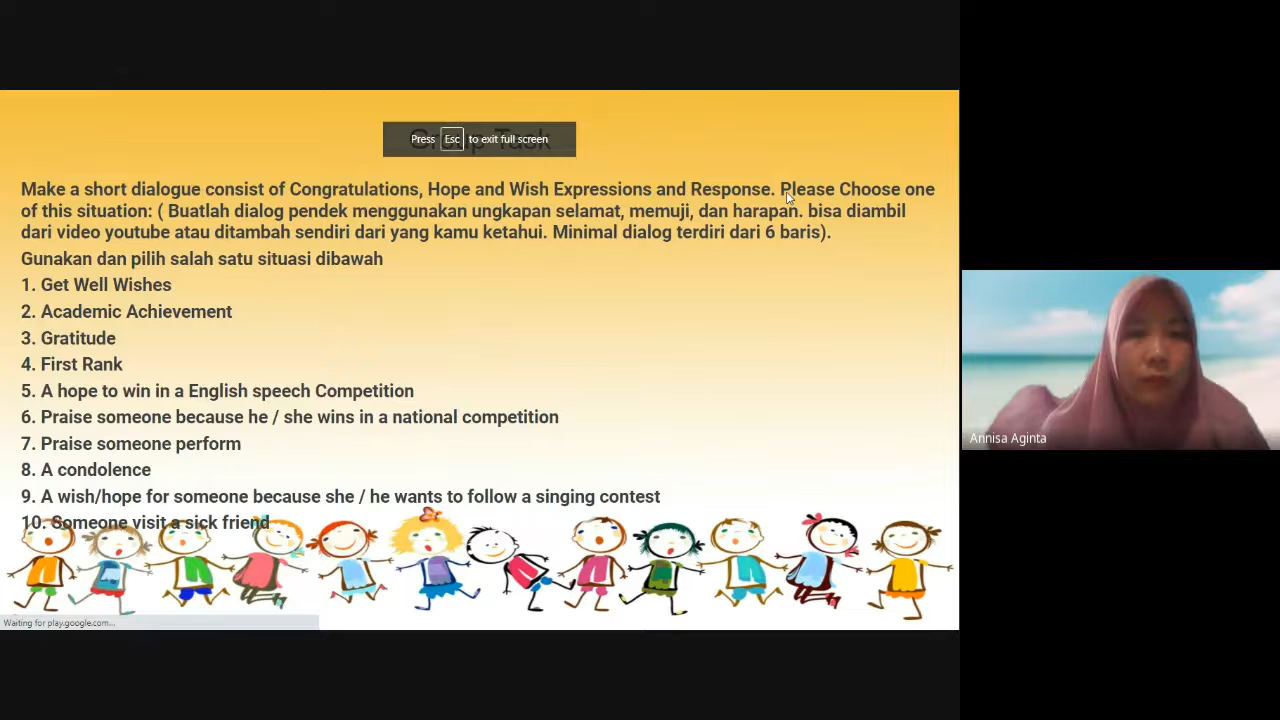 Press Esc to exit full screen
Make a short dialogue consist of Congratulations, Hope and Wish Expressions and Response. Please Choose one
of this situation: ( Buatlah dialog pendek menggunakan ungkapan selamat, memuji, dan harapan. bisa diambil
dari video youtube atau ditambah sendiri dari yang kamu ketahui. Minimal dialog terdiri dari 6 baris).
Gunakan dan pilih salah satu situasi dibawah
1. Get Well Wishes
2. Academic Achievement
3. Gratitude
4. First Rank
5. A hope to win in a English speech Competition
6. Praise someone because he / she wins in a national competition
7. Praise someone perform
8. A condolence
9. A wish/hope for someone because she / he wants to follow a singing contest
10. Someone visit a sick friend
Waiting for play.google.com...
Annisa Aginta